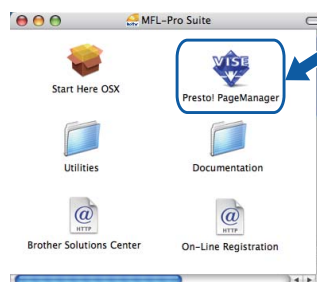 MFL-Pro Suite
VISE
Start Here OSX
Presto! PageManager
Utilities
Documentation
@
HTTP
@
HTTP
Brother Solutions Center
On-Line Registration